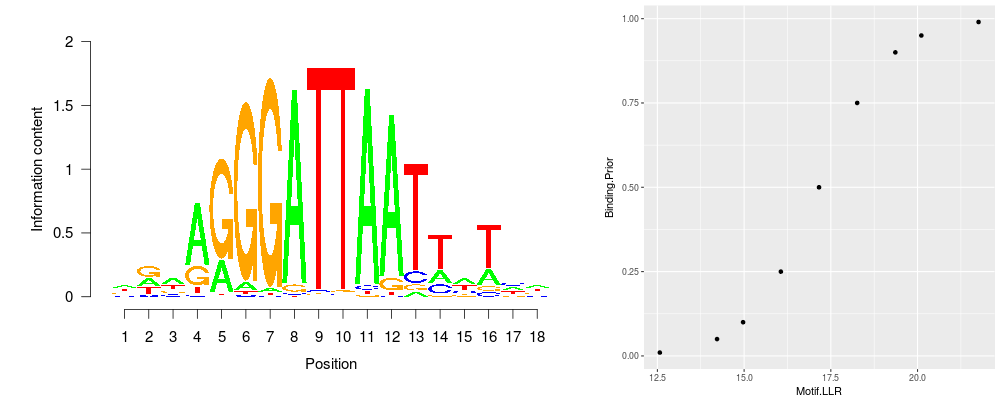 2
1.5
1
0.5
0
Information content
A G A G G G A T T A A T T A T A
1 2 3 4 5 6 7 8 9 10 11 12 13 14 15 16 17 18
Position
1.00
0.75
0.50
0.25
0.00
Binding.Prior
12.5 15.0 17.5 20.0
Motif.LLR